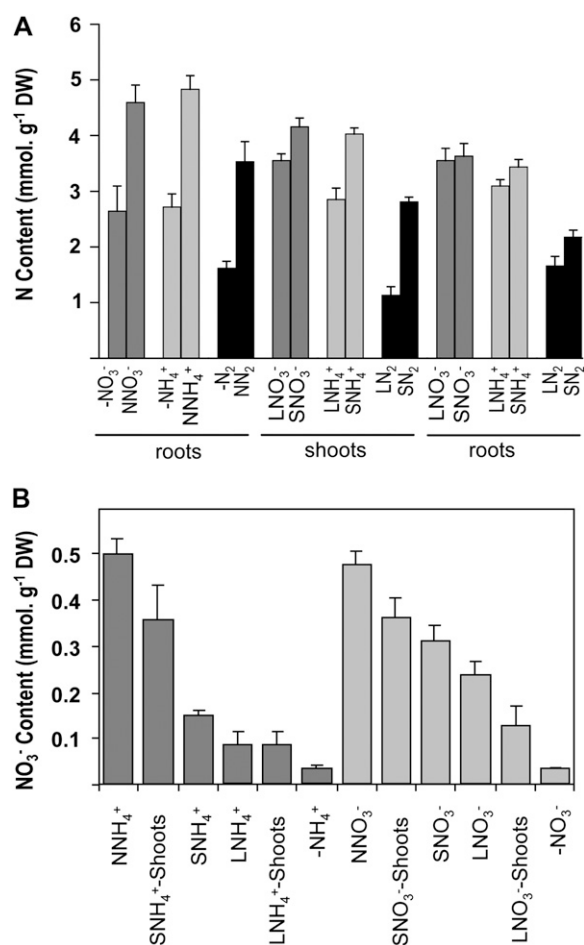 A
N Content (mmol. g⁻¹ DW)
6
5
4
3
2
1
-NO₃⁻ NNO₃⁻ -NH₄⁺ NNH₄⁺ -N₂ NN₂ LNO₃⁻ SNO₃⁻ LNH₄⁺ SNH₄⁺ LN₂ SN₂ LNO₃⁻ SNO₃⁻ LNH₄⁺ SNH₄⁺ LN₂ SN₂
roots shoots roots
B
NO₃⁻ Content (mmol. g⁻¹ DW)
0.5
0.4
0.3
0.2
0.1
NNH₄⁺ SNH₄⁺-Shoots SNH₄⁺ LNH₄⁺ LNH₄⁺-Shoots -NH₄⁺ NNO₃⁻ SNO₃⁻-Shoots SNO₃⁻ LNO₃⁻ LNO₃⁻-Shoots -NO₃⁻